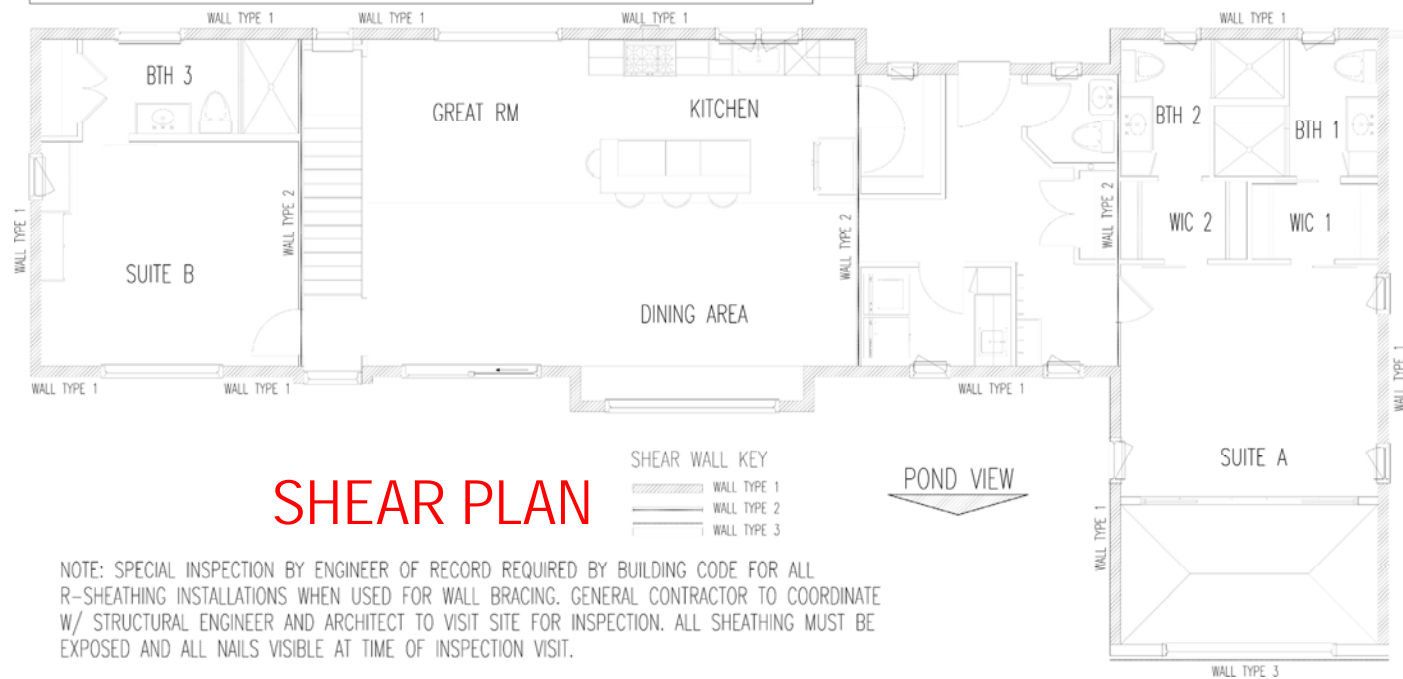 WALL TYPE 1
WALL TYPE 1
WALL TYPE 1
WALL TYPE 1
BTH 3
GREAT RM
KITCHEN
BTH 2
BTH 1
WALL TYPE 1
WALL TYPE 2
WALL TYPE 2
WALL TYPE 2
WIC 2
WIC 1
SUITE B
DINING AREA
WALL TYPE 1
WALL TYPE 1
WALL TYPE 1
WALL TYPE 1
SUITE A
SHEAR PLAN
SHEAR WALL KEY
WALL TYPE 1
WALL TYPE 2
WALL TYPE 3
POND VIEW
WALL TYPE 1
NOTE: SPECIAL INSPECTION BY ENGINEER OF RECORD REQUIRED BY BUILDING CODE FOR ALL
R-SHEATHING INSTALLATIONS WHEN USED FOR WALL BRACING. GENERAL CONTRACTOR TO COORDINATE
W/ STRUCTURAL ENGINEER AND ARCHITECT TO VISIT SITE FOR INSPECTION. ALL SHEATHING MUST BE
EXPOSED AND ALL NAILS VISIBLE AT TIME OF INSPECTION VISIT.
WALL TYPE 3